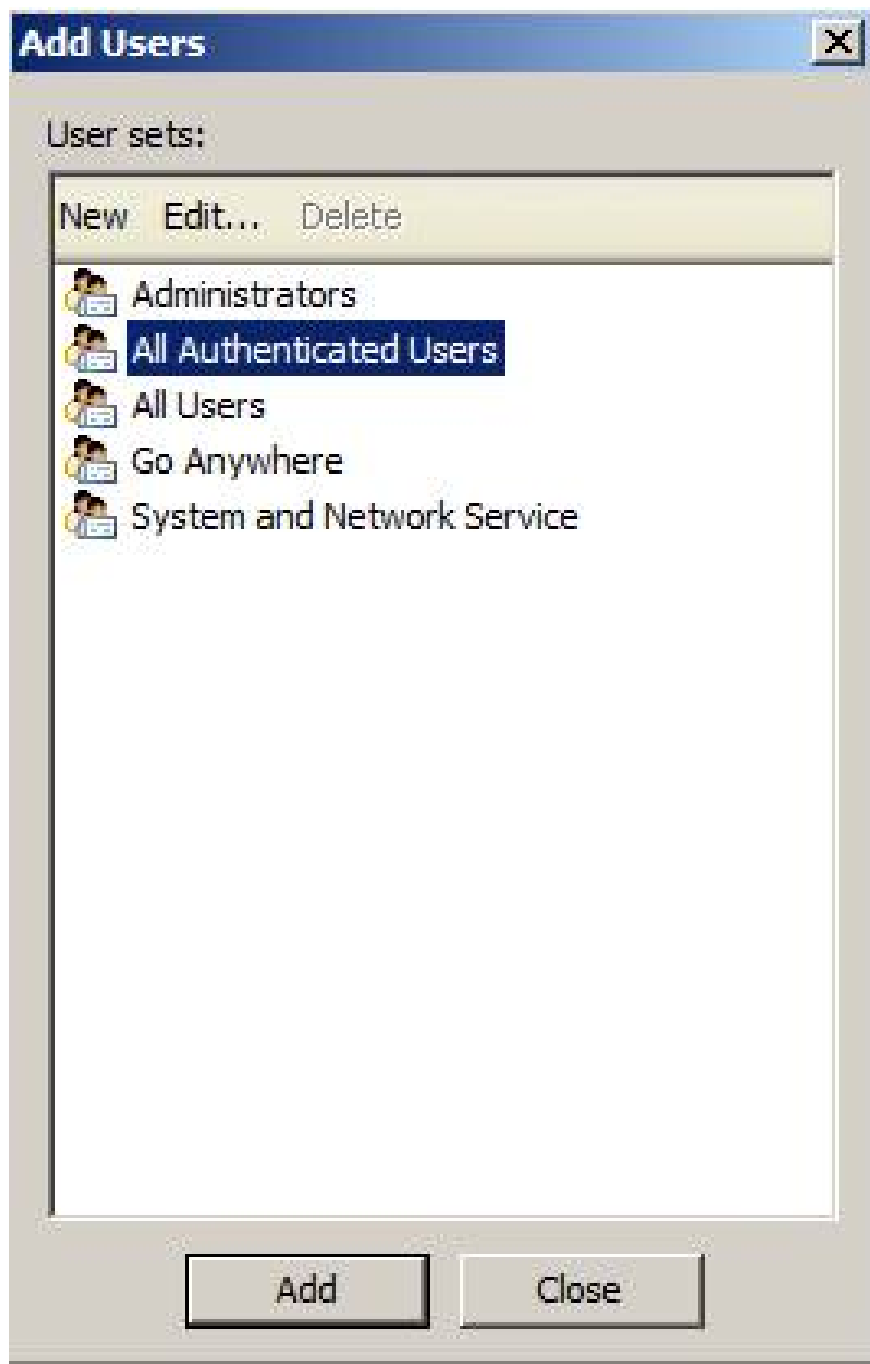 Add Users
User sets:
New Edit... Delete
Administrators
All Authenticated Users
All Users
Go Anywhere
System and Network Service
Add Close